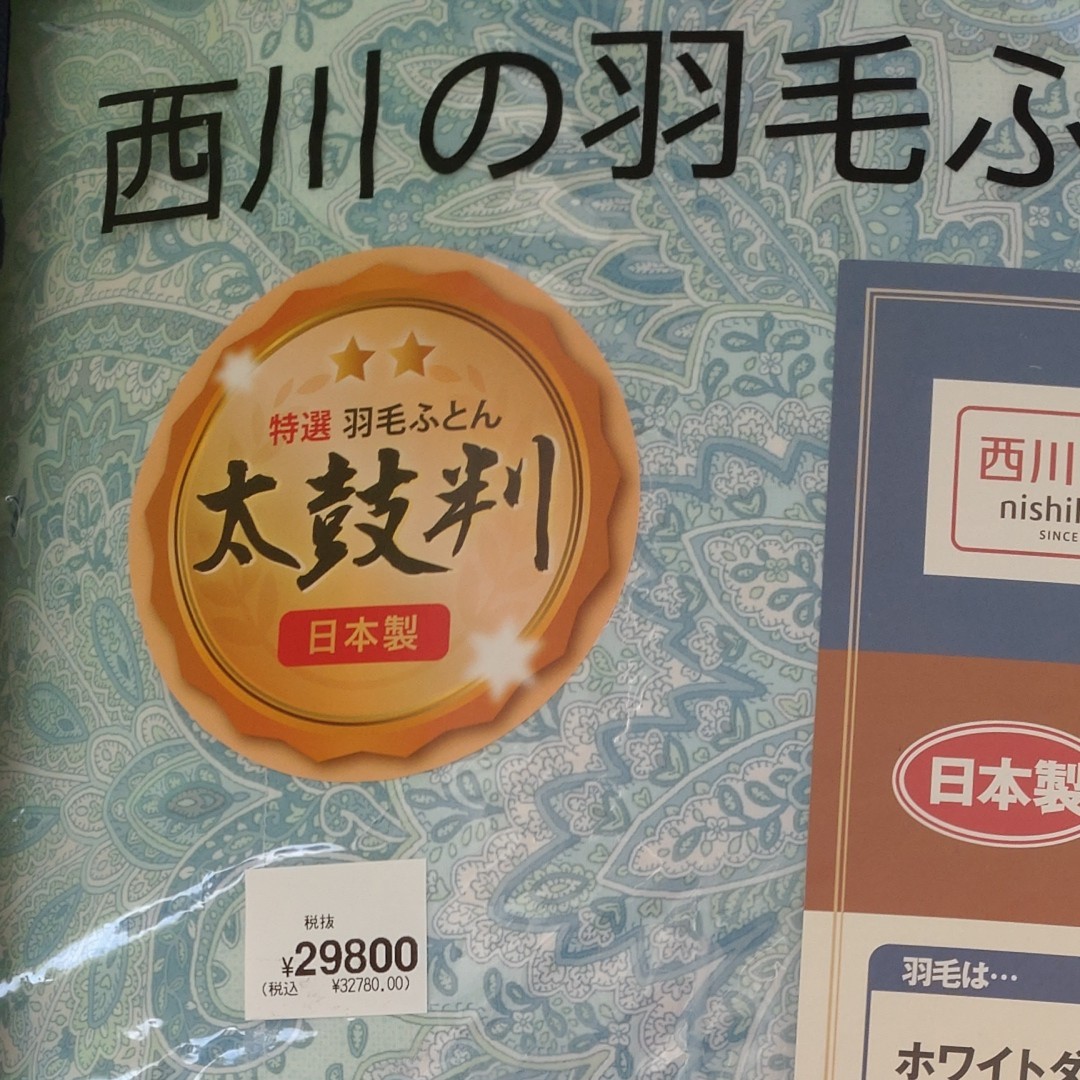 西川の羽毛ふ
特選 羽毛ふとん
太鼓判
日本製
税抜
¥29800
(税込 ¥32780.00)
西川
nishi
SINCE
日本製
羽毛は…
ホワイトダ